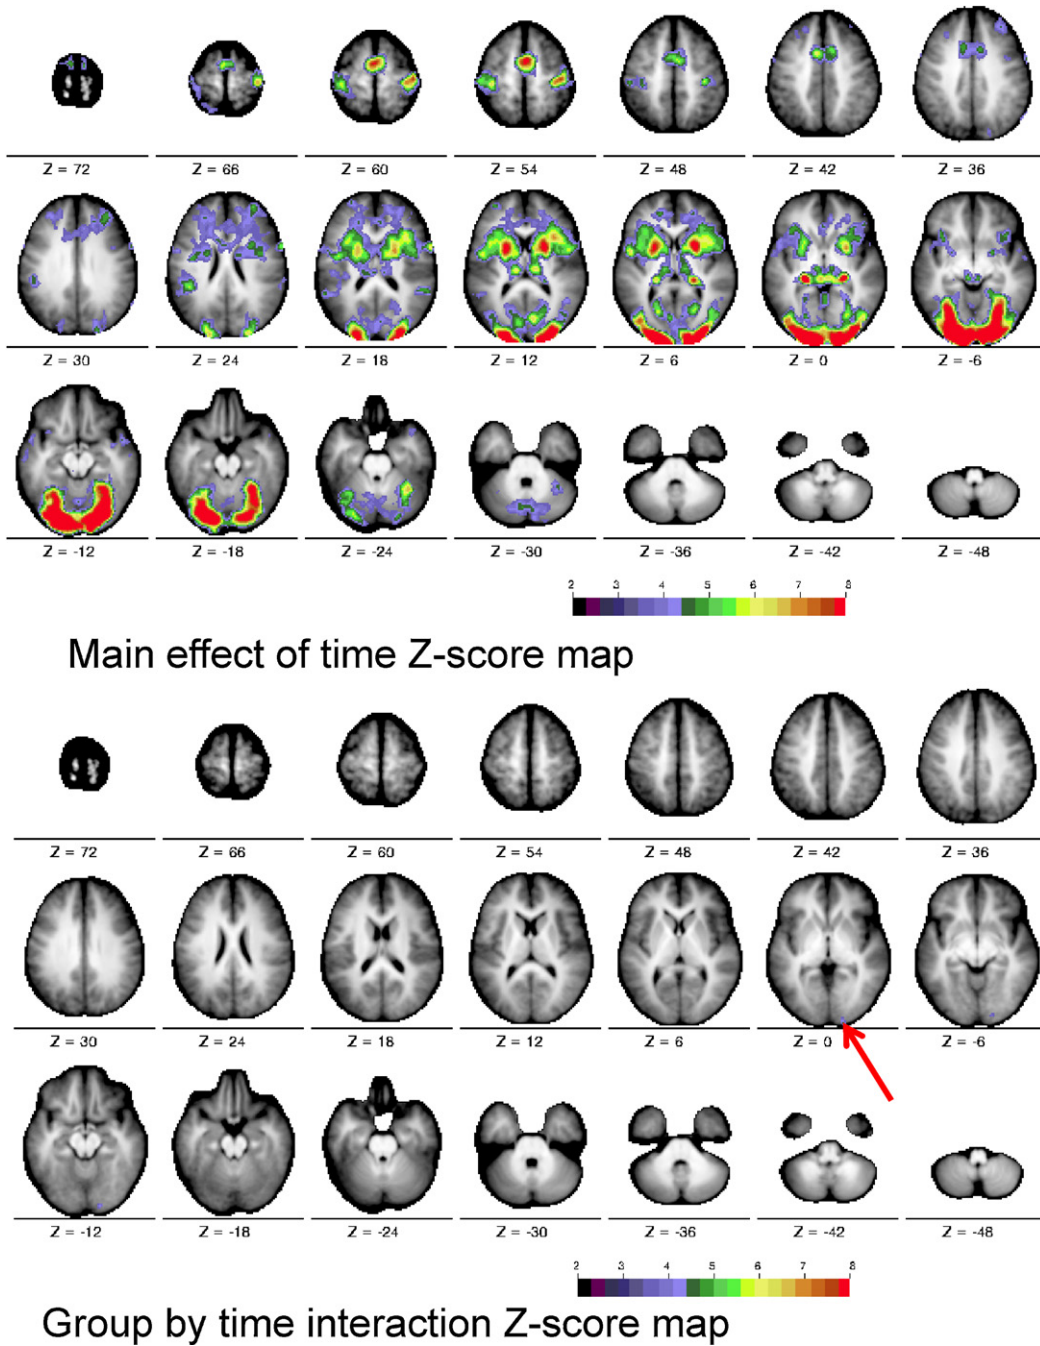 Z = 72 Z = 66 Z = 60 Z = 54 Z = 48 Z = 42 Z = 36
Z = 30 Z = 24 Z = 18 Z = 12 Z = 6 Z = 0 Z = -6
Z = -12 Z = -18 Z = -24 Z = -30 Z = -36 Z = -42 Z = -48
2 3 4 5 6 7 8
Main effect of time Z-score map
Z = 72 Z = 66 Z = 60 Z = 54 Z = 48 Z = 42 Z = 36
Z = 30 Z = 24 Z = 18 Z = 12 Z = 6 Z = 0 Z = -6
Z = -12 Z = -18 Z = -24 Z = -30 Z = -36 Z = -42 Z = -48
2 3 4 5 6 7 8
Group by time interaction Z-score map